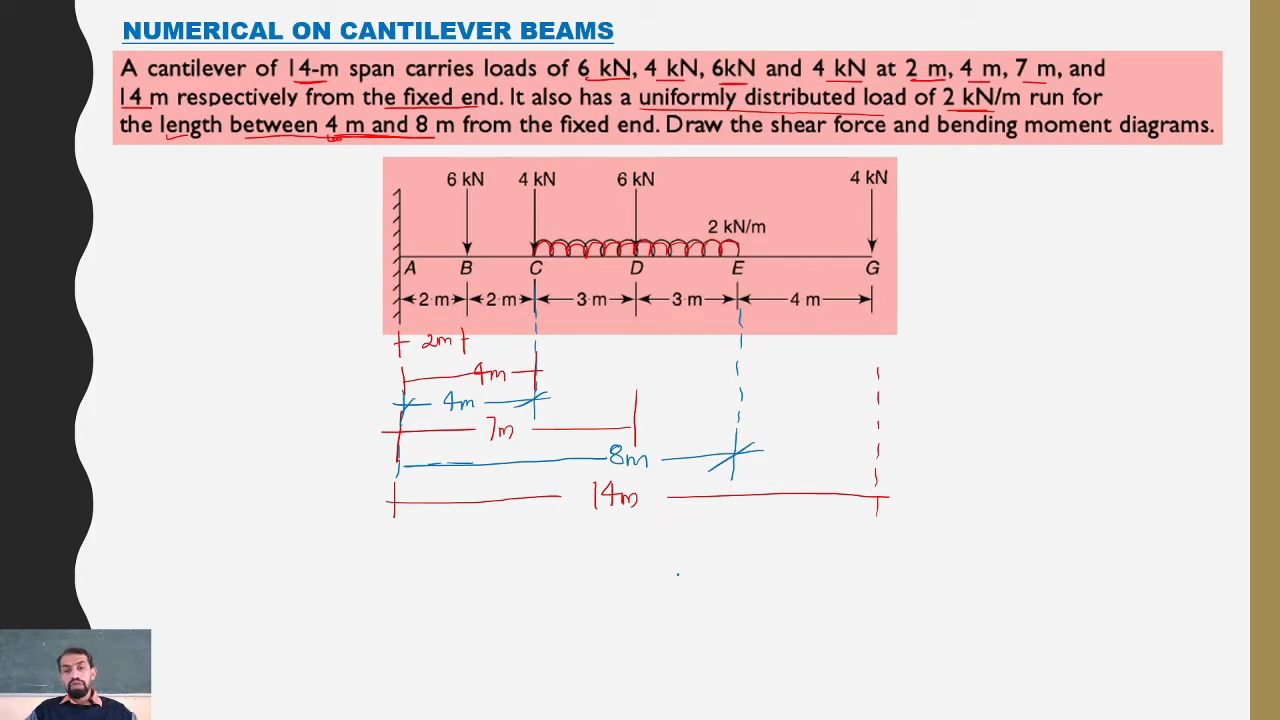 NUMERICAL ON CANTILEVER BEAMS
A cantilever of 14-m span carries loads of 6 kN, 4 kN, 6kN and 4 kN at 2 m, 4 m, 7 m, and
14 m respectively from the fixed end. It also has a uniformly distributed load of 2 kN/m run for
the length between 4 m and 8 m from the fixed end. Draw the shear force and bending moment diagrams.
6 kN 4 kN 6 kN 4 kN
2 kN/m
A B C D E G
2 m 2 m 3 m 3 m 4 m
2m
4m
4m
7m
8m
14m